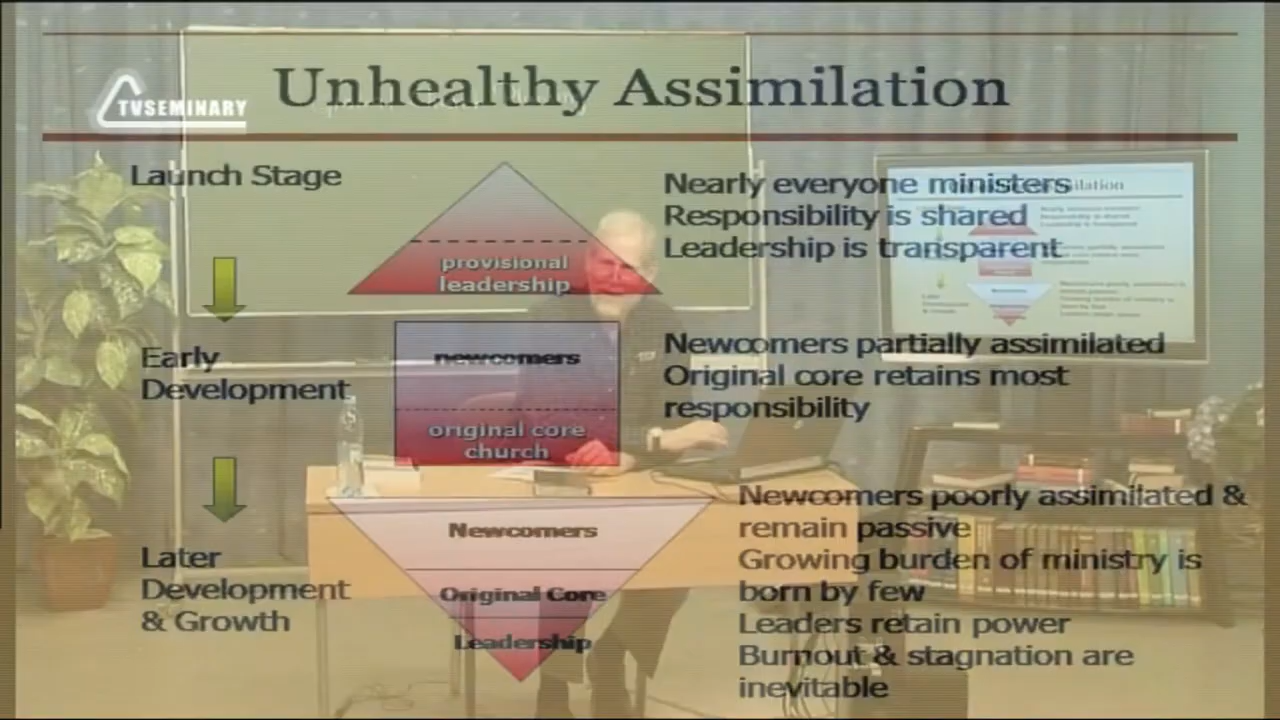 Unhealthy Assimilation
TVSEMINARY
Launch Stage
provisional
leadership
Nearly everyone ministers
Responsibility is shared
Leadership is transparent
Early
Development
newcomers
original core
church
Newcomers partially assimilated
Original core retains most
responsibility
Later
Development
& Growth
Newcomers
Original Core
Leadership
Newcomers poorly assimilated &
remain passive
Growing burden of ministry is
born by few
Leaders retain power
Burnout & stagnation are
inevitable